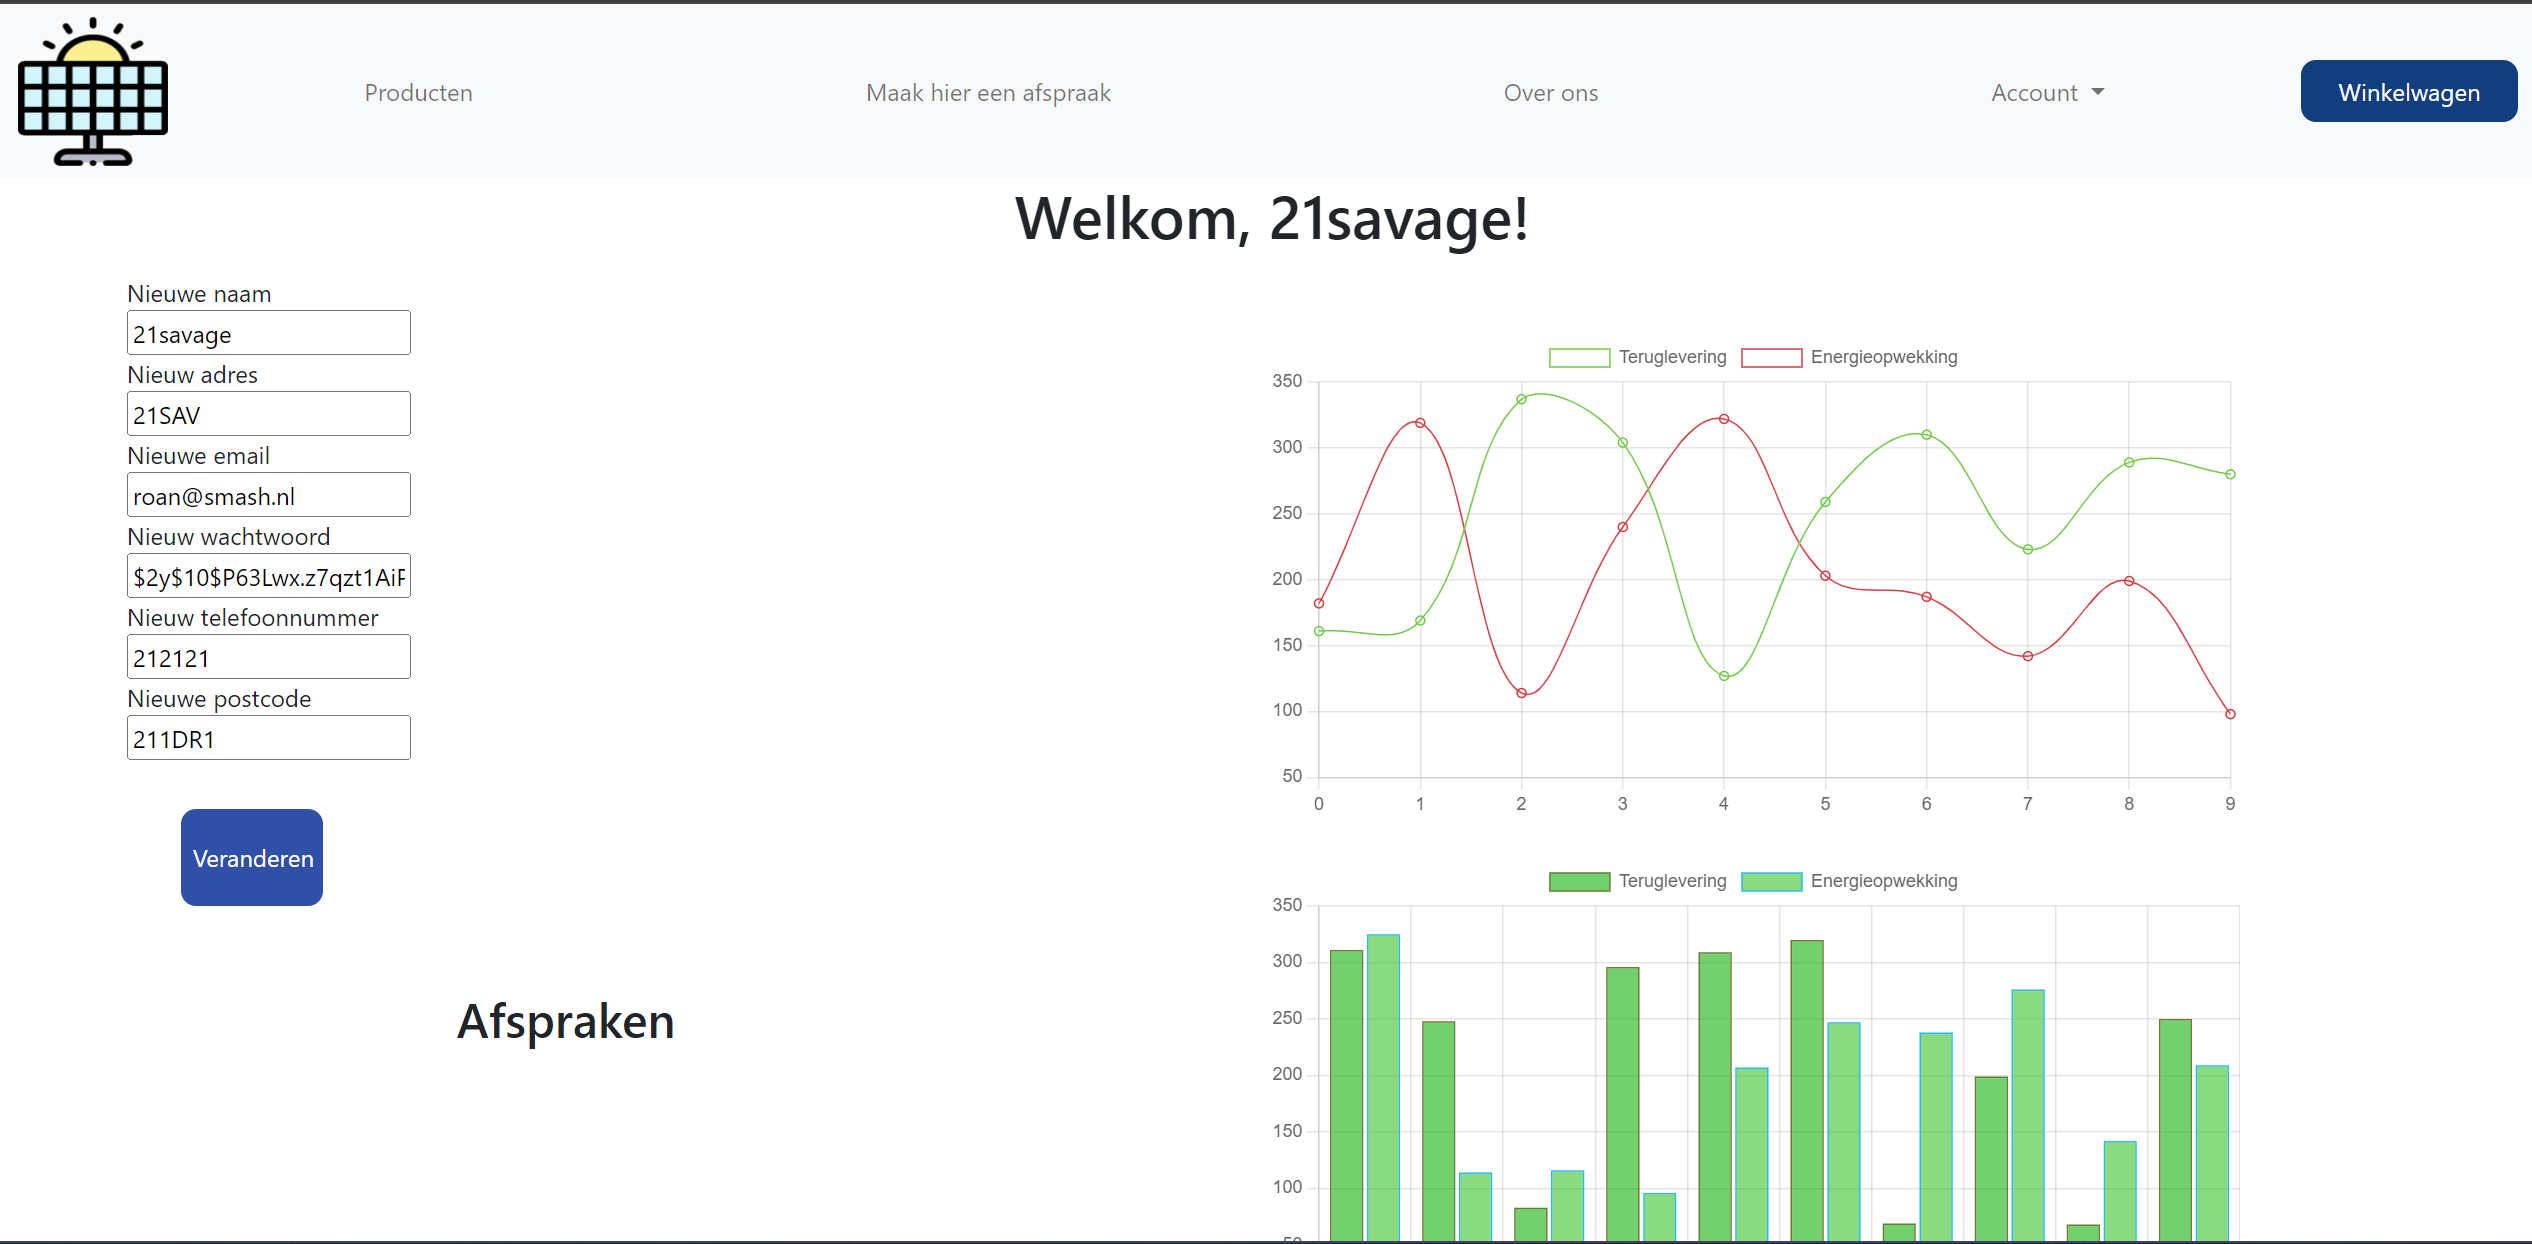 Producten
Maak hier een afspraak
Over ons
Account
Winkelwagen
Welkom, 21savage!
Nieuwe naam
21savage
Nieuw adres
21SAV
Nieuwe email
roan@smash.nl
Nieuw wachtwoord
$2y$10$P63Lwx.z7qzt1AiF
Nieuw telefoonnummer
212121
Nieuwe postcode
211DR1
Veranderen
Afspraken
Teruglevering Energieopwekking
350
300
250
200
150
100
50
0 1 2 3 4 5 6 7 8 9
Teruglevering Energieopwekking
350
300
250
200
150
100
50